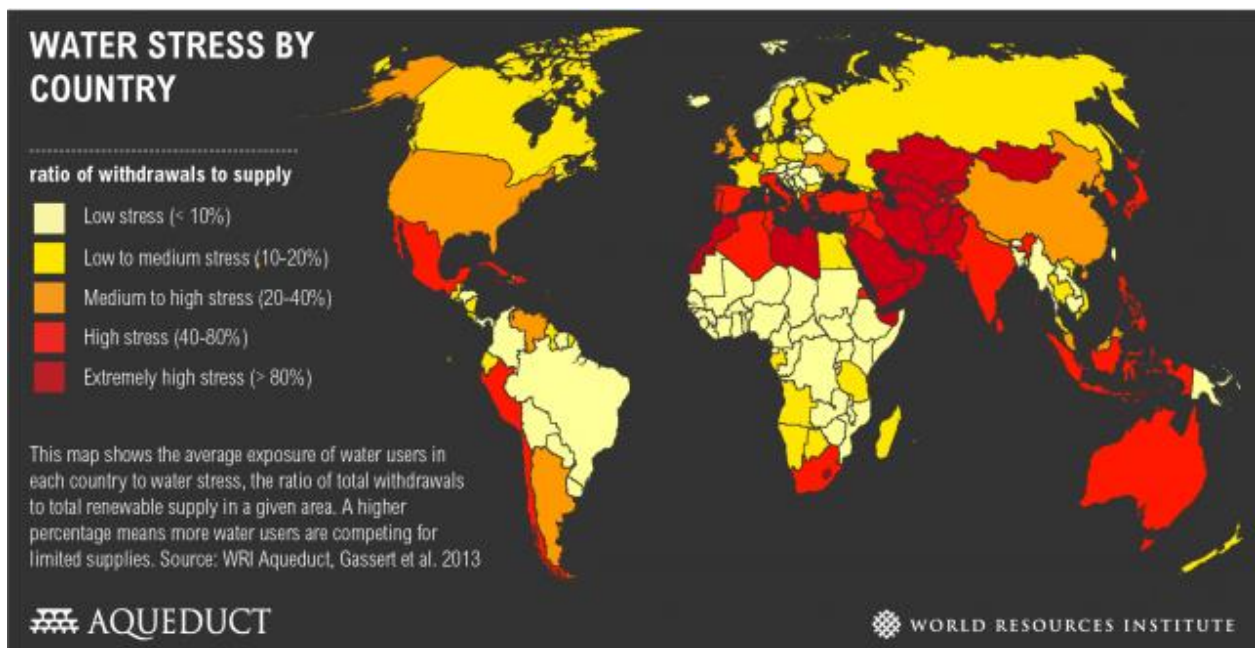 WATER STRESS BY
COUNTRY
ratio of withdrawals to supply
Low stress (< 10%)
Low to medium stress (10-20%)
Medium to high stress (20-40%)
High stress (40-80%)
Extremely high stress (> 80%)
This map shows the average exposure of water users in
each country to water stress, the ratio of total withdrawals
to total renewable supply in a given area. A higher
percentage means more water users are competing for
limited supplies. Source: WRI Aqueduct, Gassert et al. 2013
AQUEDUCT
WORLD RESOURCES INSTITUTE